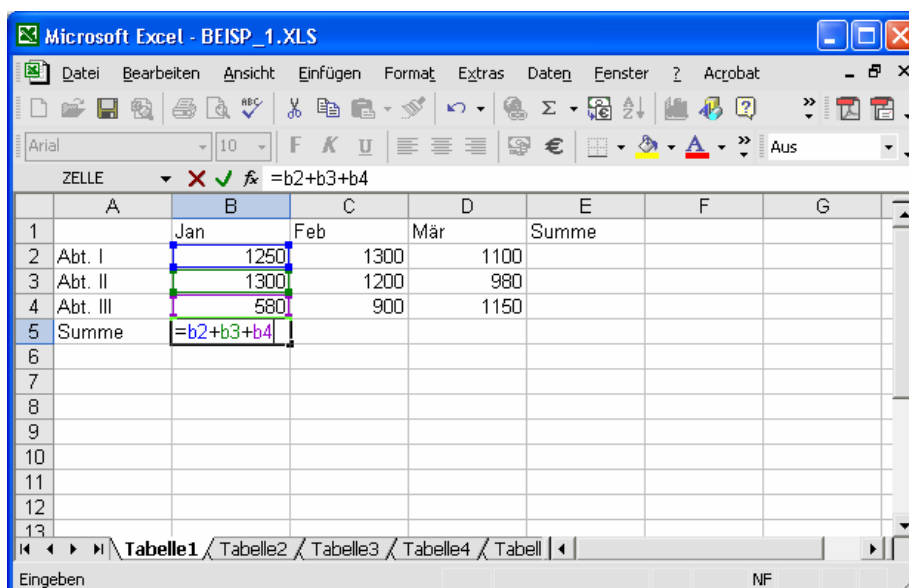 Microsoft Excel - BEISP_1.XLS
Datei Bearbeiten Ansicht Einfügen Format Extras Daten Fenster ? Acrobat
ABC Σ
Arial 10 F K U € A Aus
ZELLE fx =b2+b3+b4
A B C D E F G
1 Jan Feb Mär Summe
2 Abt. I 1250 1300 1100
3 Abt. II 1300 1200 980
4 Abt. III 580 900 1150
5 Summe =b2+b3+b4
6
7
8
9
10
11
12
13
Tabelle1 Tabelle2 Tabelle3 Tabelle4 Tabell
Eingeben NF